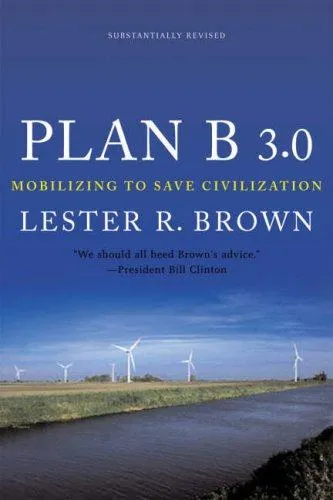 SUBSTANTIALLY REVISED
PLAN B 3.0
MOBILIZING TO SAVE CIVILIZATION
LESTER R. BROWN
"We should all heed Brown's advice."
—President Bill Clinton